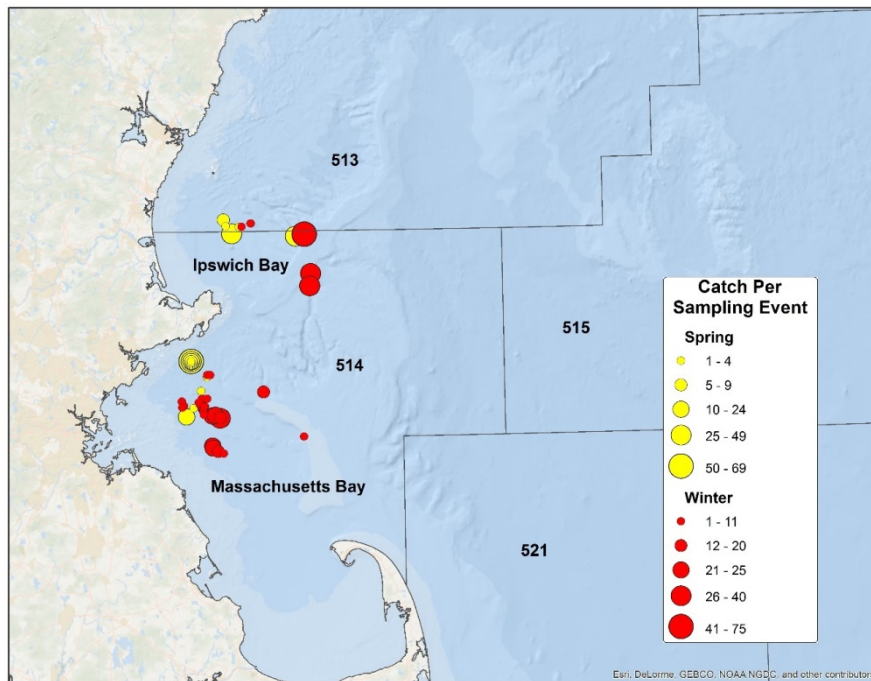 513
Ipswich Bay
515
514
Massachusetts Bay
521
Catch Per
Sampling Event
Spring
1 - 4
5 - 9
10 - 24
25 - 49
50 - 69
Winter
1 - 11
12 - 20
21 - 25
26 - 40
41 - 75
Esri, DeLorme, GEBCO, NOAA NGDC, and other contributors